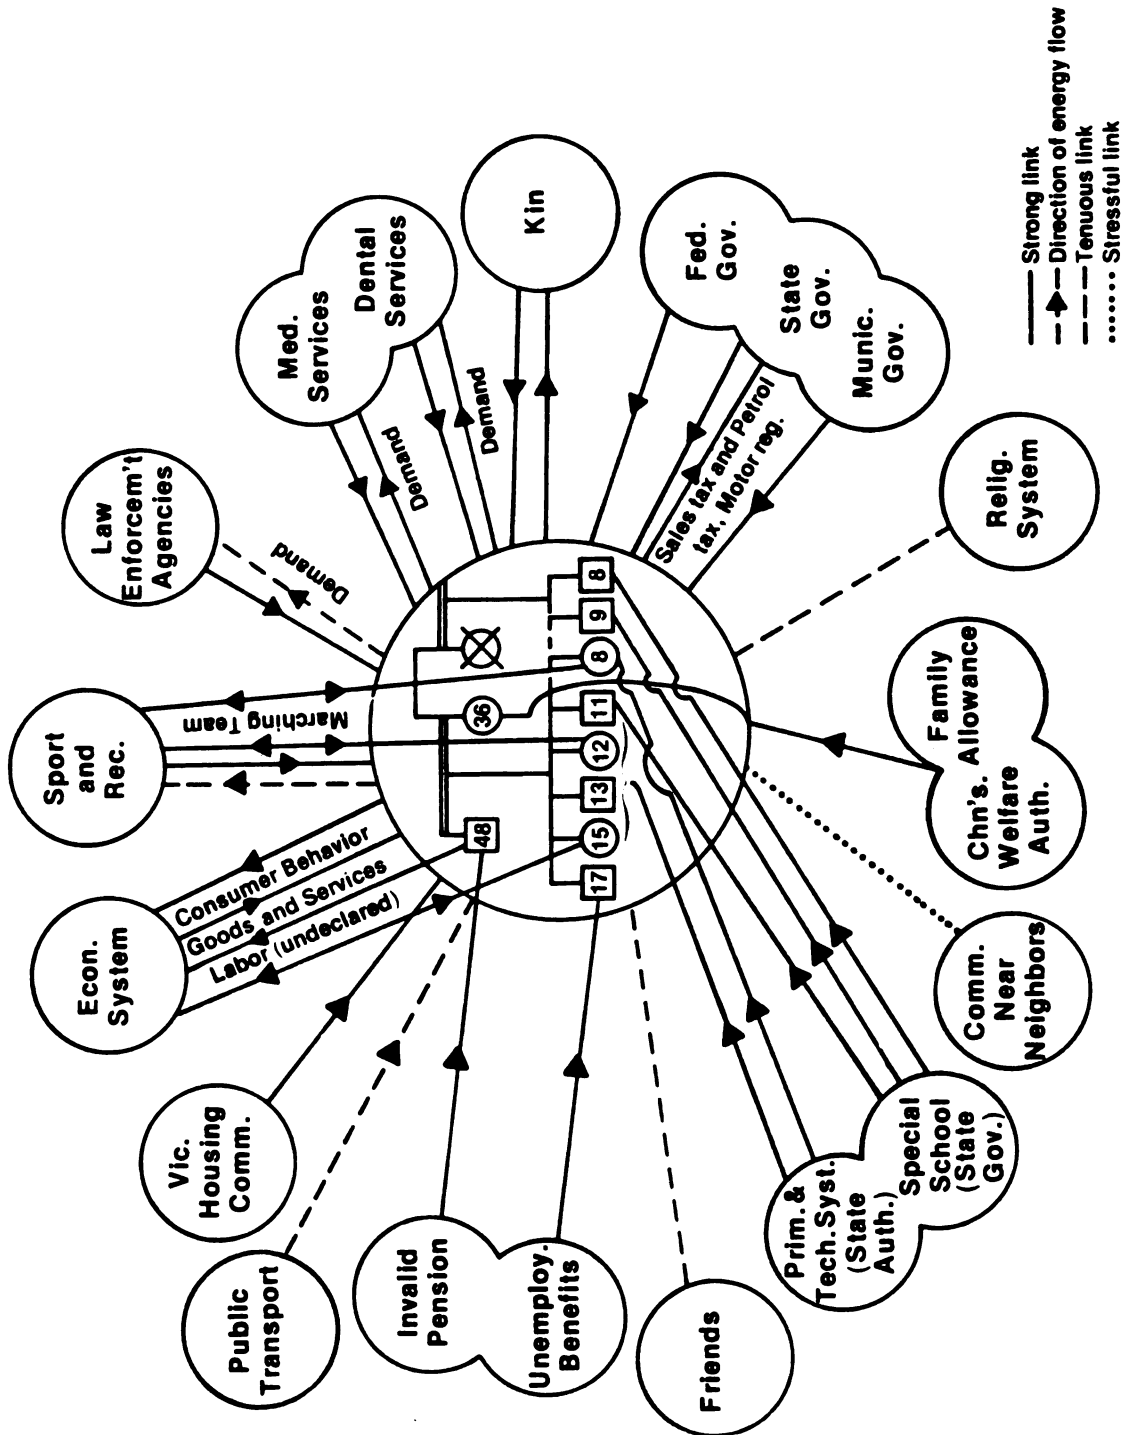 Sport
and
Rec.
Law
Enforcem't
Agencies
Med.
Services
Dental
Services
Kin
Fed.
Gov.
State
Gov.
Munic.
Gov.
Relig.
System
Family
Allowance
Chn's.
Welfare
Auth.
Comm.
Near
Neighbors
Special
School
(State
Gov.)
Prim. &
Tech. Syst.
(State
Auth.)
Friends
Unemploy.
Benefits
Invalid
Pension
Public
Transport
Vic.
Housing
Comm.
Econ.
System
Consumer Behavior
Goods and Services
Labor (undeclared)
Marching Team
Demand
Demand
Demand
Sales tax and Petrol
tax, Motor reg.
48
36
17
15
13
12
11
8
9
8
Strong link
Direction of energy flow
Tenuous link
Stressful link